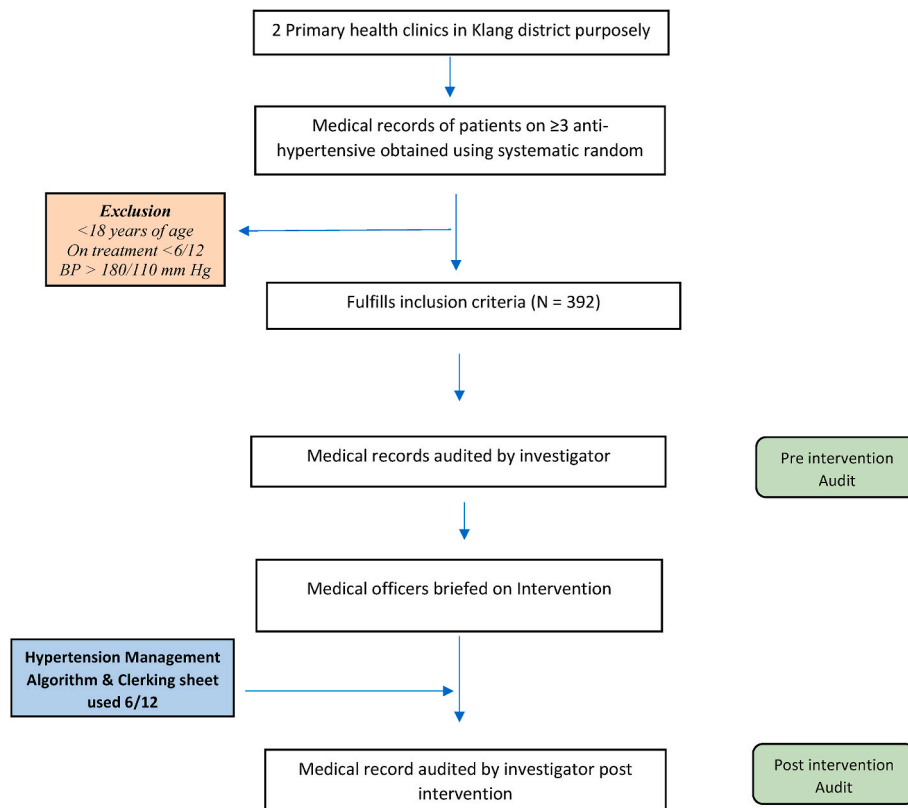 2 Primary health clinics in Klang district purposely
Medical records of patients on ≥3 anti-
hypertensive obtained using systematic random
Exclusion
<18 years of age
On treatment <6/12
BP > 180/110 mm Hg
Fulfills inclusion criteria (N = 392)
Medical records audited by investigator
Pre intervention
Audit
Medical officers briefed on Intervention
Hypertension Management
Algorithm & Clerking sheet
used 6/12
Medical record audited by investigator post
intervention
Post intervention
Audit